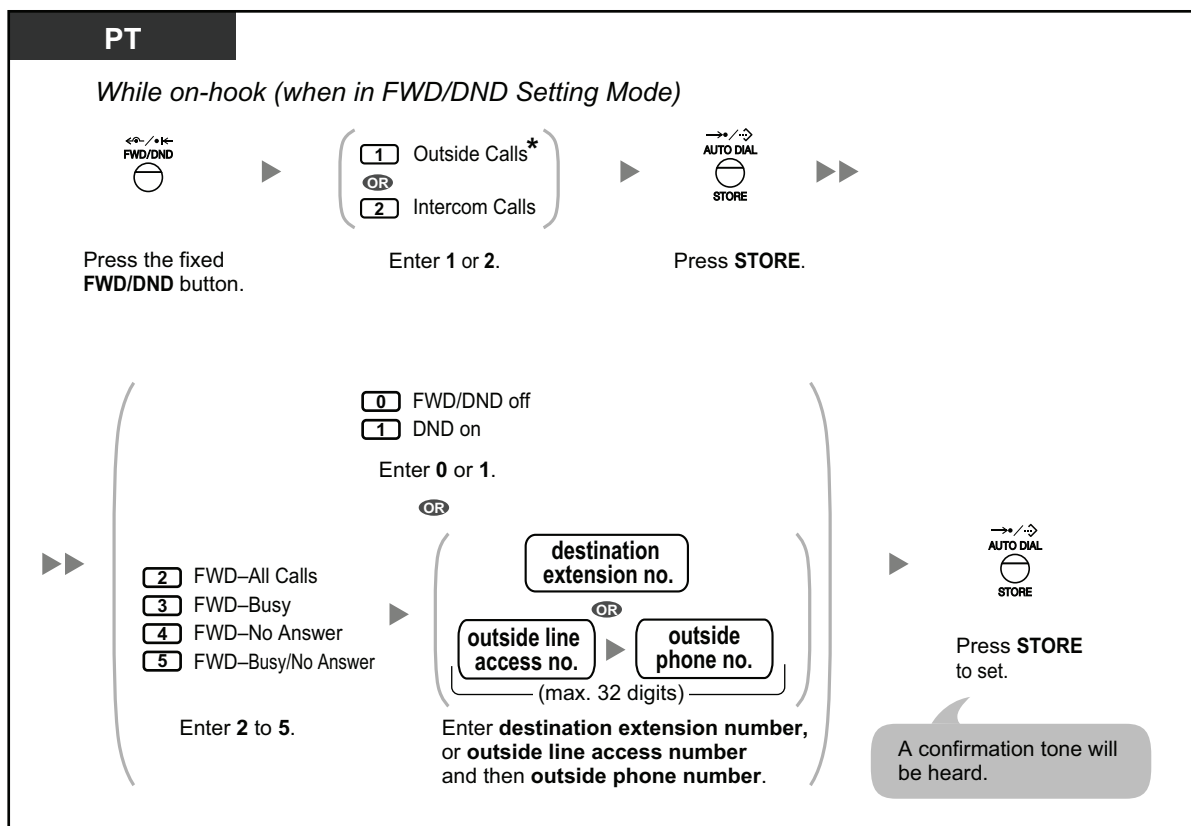 PT
While on-hook (when in FWD/DND Setting Mode)
FWD/DND
Press the fixed
FWD/DND button.
1 Outside Calls*
OR
2 Intercom Calls
Enter 1 or 2.
AUTO DIAL
STORE
Press STORE.
0 FWD/DND off
1 DND on
Enter 0 or 1.
OR
2 FWD–All Calls
3 FWD–Busy
4 FWD–No Answer
5 FWD–Busy/No Answer
Enter 2 to 5.
destination
extension no.
OR
outside line
access no.
outside
phone no.
(max. 32 digits)
Enter destination extension number,
or outside line access number
and then outside phone number.
AUTO DIAL
STORE
Press STORE
to set.
A confirmation tone will
be heard.